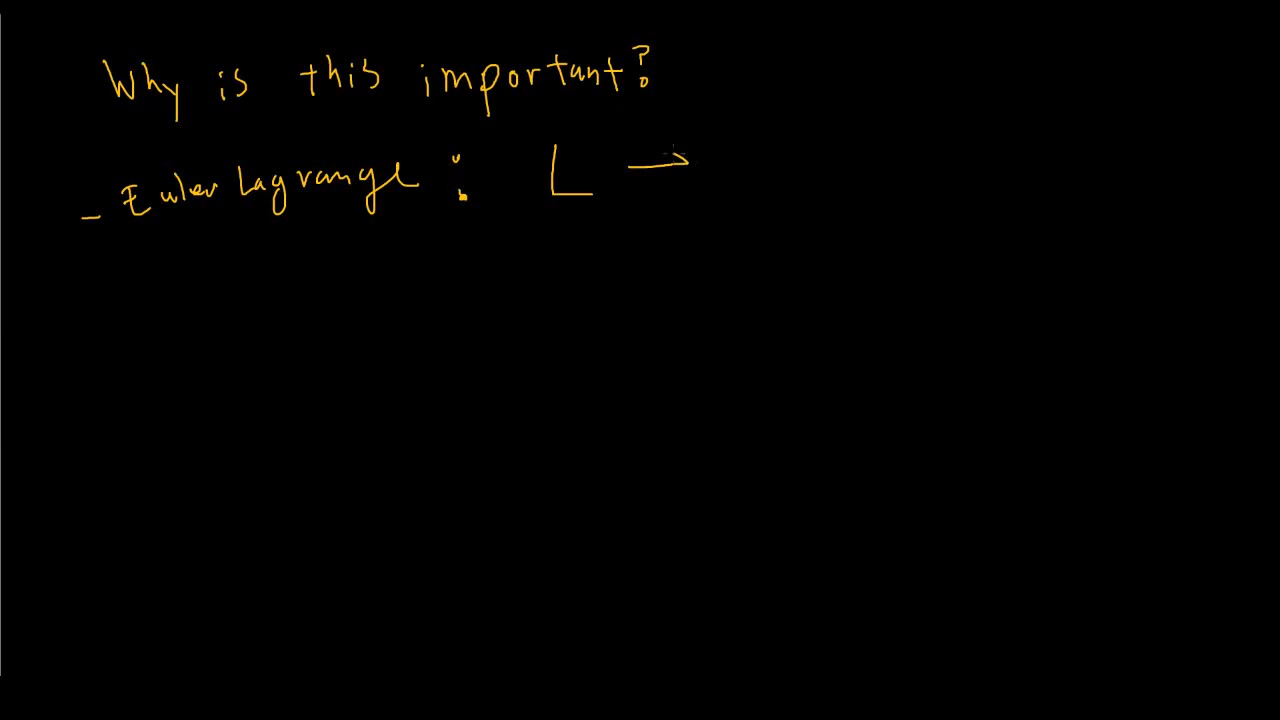 Why is this important?
- Euler Lagrange : L →